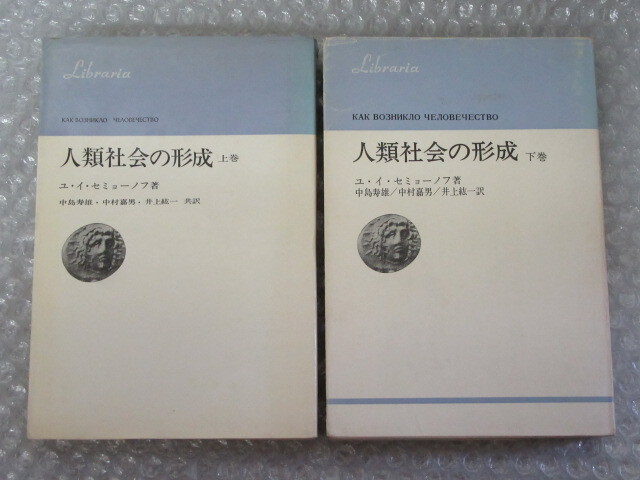 Libraria
КАК ВОЗНИКЛО ЧЕЛОВЕЧЕСТВО
人類社会の形成 上巻
ユ・イ・セミョーノフ著
中島寿雄・中村嘉男・井上紘一 共訳
Libraria
КАК ВОЗНИКЛО ЧЕЛОВЕЧЕСТВО
人類社会の形成 下巻
ユ・イ・セミョーノフ著
中島寿雄／中村嘉男／井上紘一訳